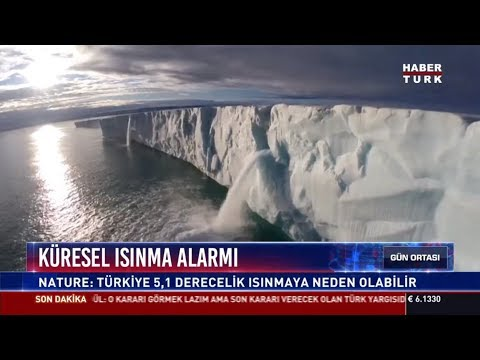 HABER
TÜRK
KÜRESEL ISINMA ALARMI
GÜN ORTASI
NATURE: TÜRKİYE 5,1 DERECELİK ISINMAYA NEDEN OLABİLİR
SON DAKİKA ÜL: O KARARI GÖRMEK LAZIM AMA SON KARARI VERECEK OLAN TÜRK YARGISID € 6.1330